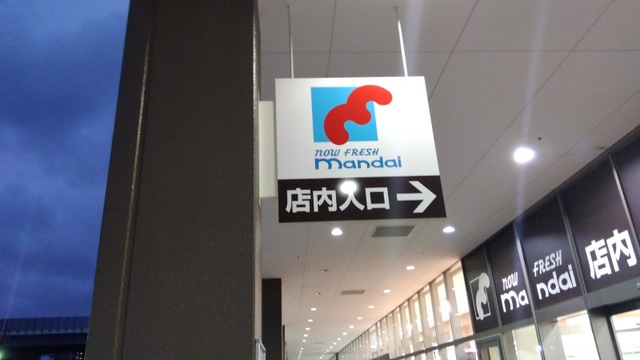 NOW FRESH
mandai
店内入口→
NOW FRESH
mandai
店内